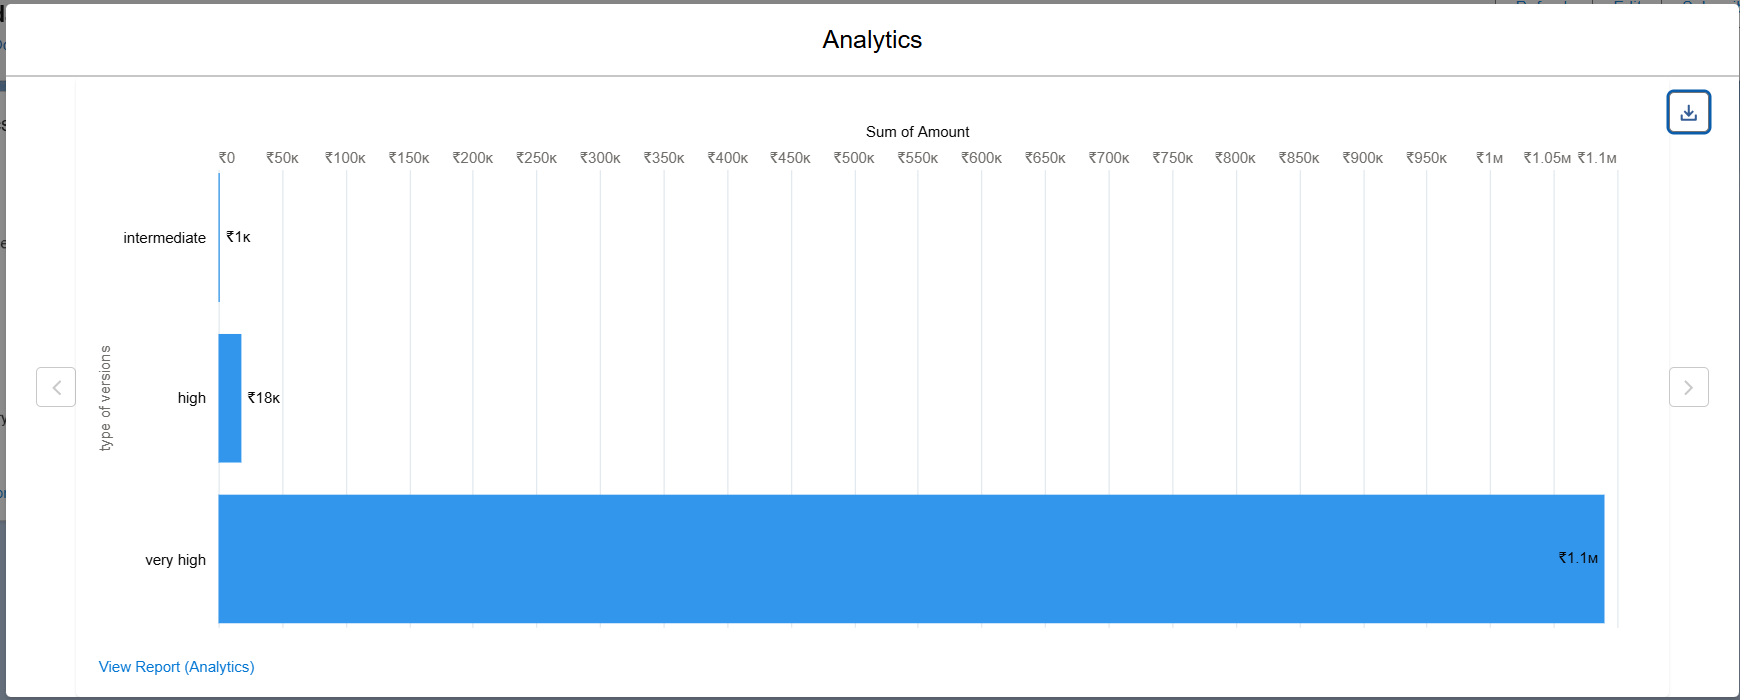 Analytics
Sum of Amount
₹0 ₹50K ₹100K ₹150K ₹200K ₹250K ₹300K ₹350K ₹400K ₹450K ₹500K ₹550K ₹600K ₹650K ₹700K ₹750K ₹800K ₹850K ₹900K ₹950K ₹1M ₹1.05M ₹1.1M
intermediate ₹1K
type of versions
high ₹18K
very high ₹1.1M
View Report (Analytics)